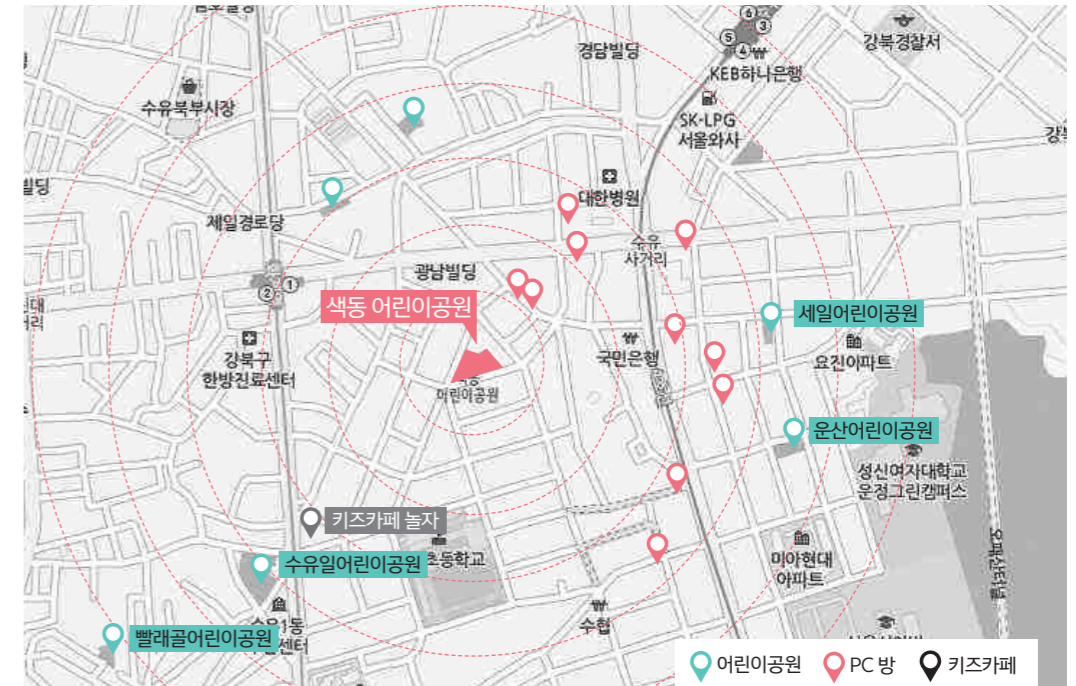 경담빌딩
강북경찰서
KEB하나은행
수유북부시장
SK-LPG
서울와사
대한병원
제일경로당
수유
사거리
광남빌딩
색동 어린이공원
세일어린이공원
국민은행
요진아파트
강북구
한방진료센터
어린이공원
운산어린이공원
성신여자대학교
운정그린캠퍼스
키즈카페 놀자
초등학교
수유일어린이공원
미아현대
아파트
오패산터널
수협
빨래골어린이공원
어린이공원
PC 방
키즈카페